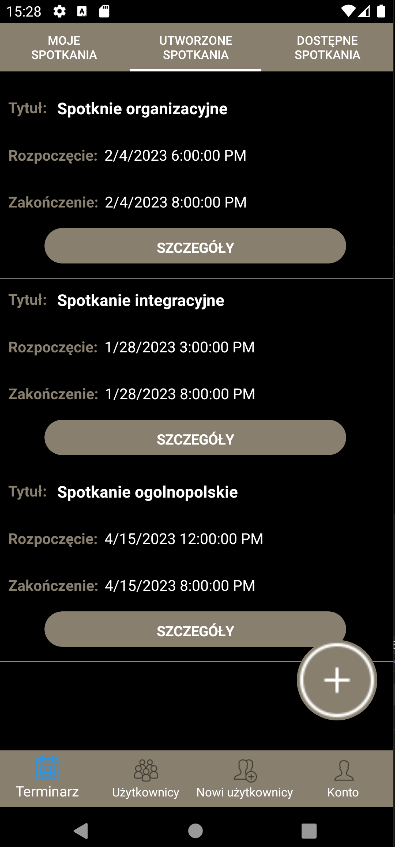 15:28
MOJE
SPOTKANIA
UTWORZONE
SPOTKANIA
DOSTĘPNE
SPOTKANIA
Tytuł: Spotknie organizacyjne
Rozpoczęcie: 2/4/2023 6:00:00 PM
Zakończenie: 2/4/2023 8:00:00 PM
SZCZEGÓŁY
Tytuł: Spotkanie integracyjne
Rozpoczęcie: 1/28/2023 3:00:00 PM
Zakończenie: 1/28/2023 8:00:00 PM
SZCZEGÓŁY
Tytuł: Spotkanie ogolnopolskie
Rozpoczęcie: 4/15/2023 12:00:00 PM
Zakończenie: 4/15/2023 8:00:00 PM
SZCZEGÓŁY
Terminarz
Użytkownicy
Nowi użytkownicy
Konto